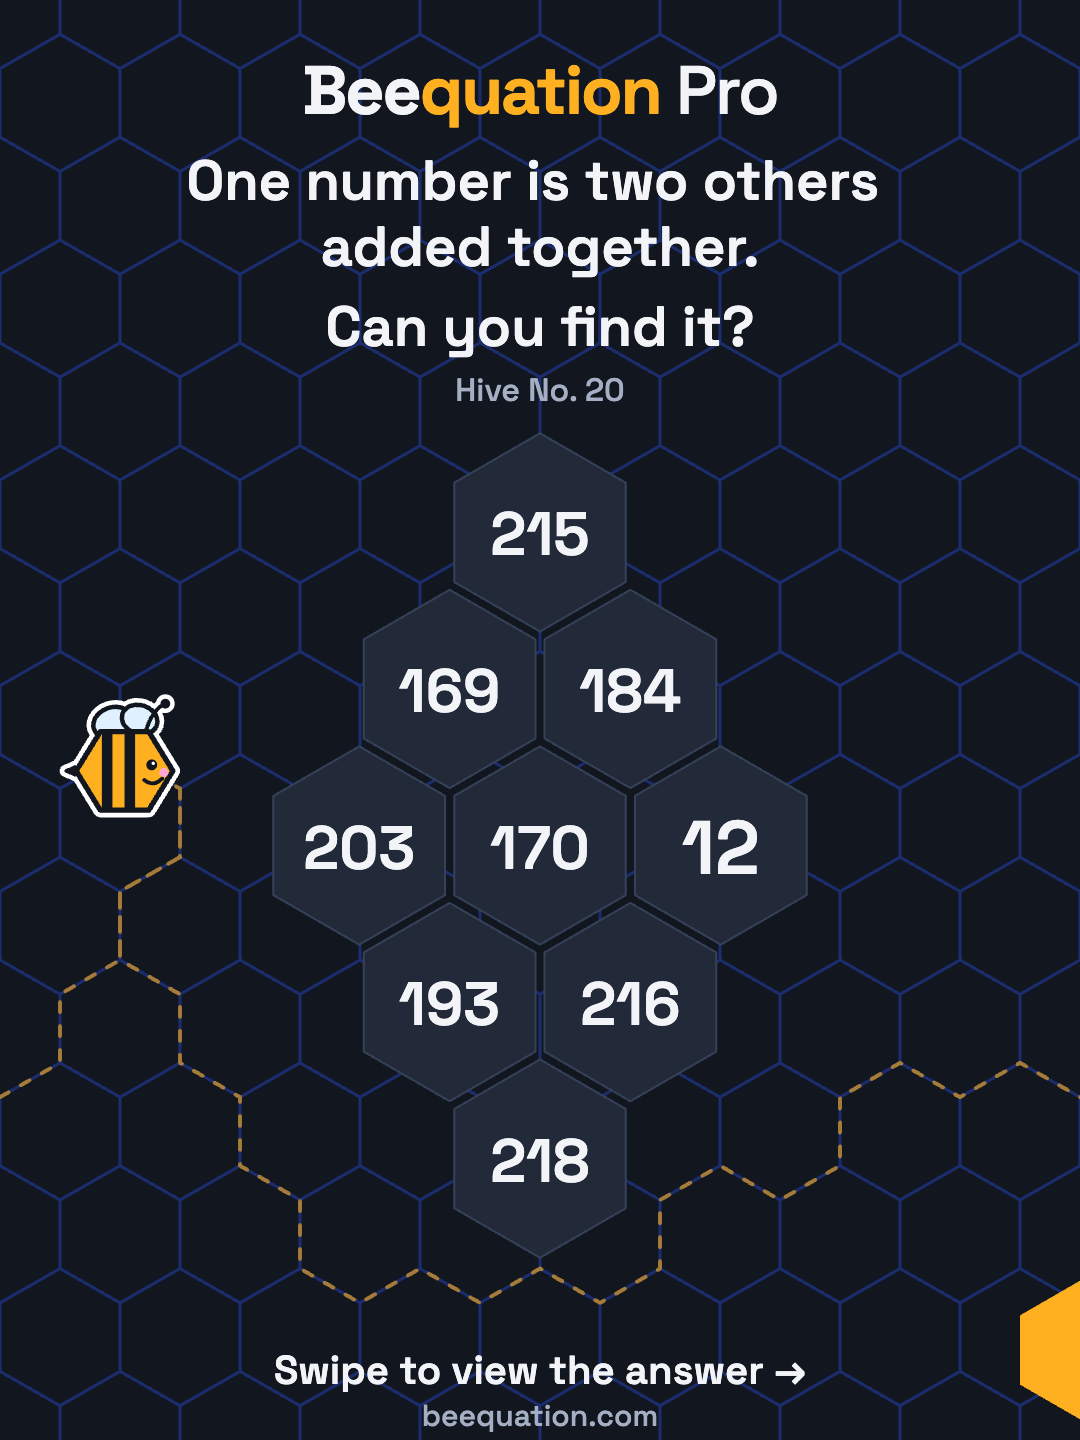 Beequation Pro
One number is two others
added together.
Can you find it?
Hive No. 20
215
169 184
203 170 12
193 216
218
Swipe to view the answer →
beequation.com